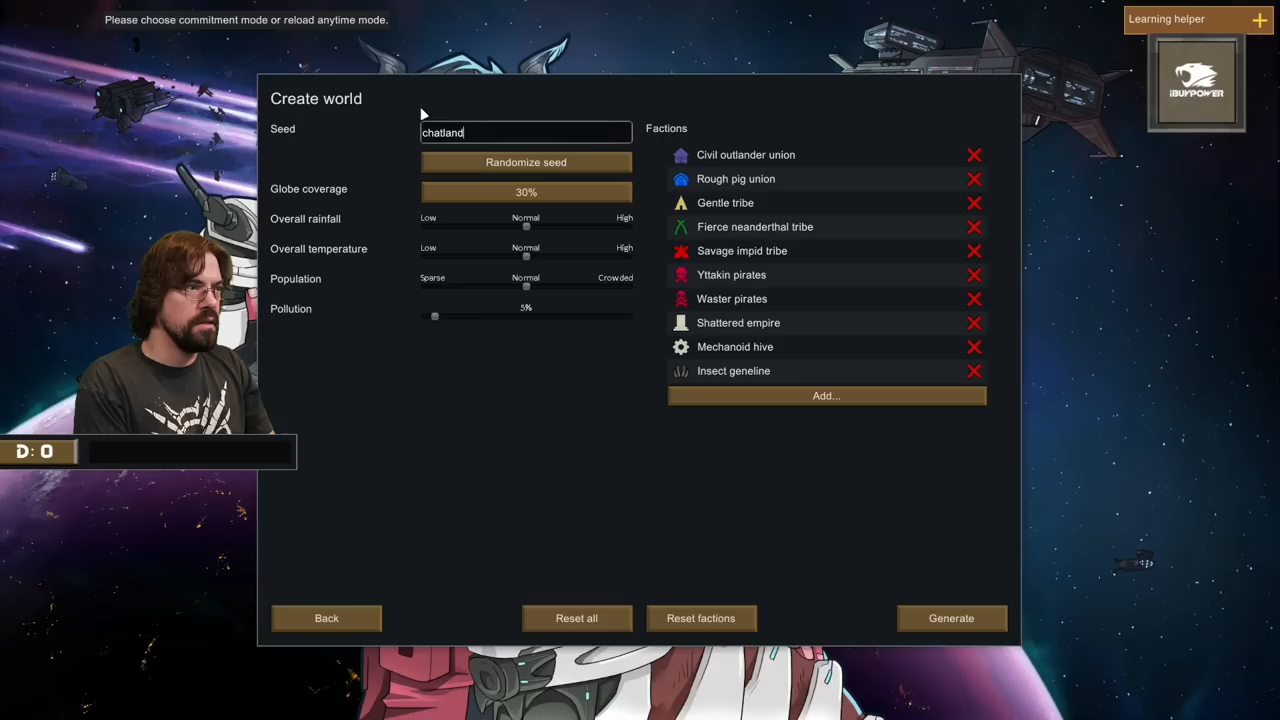 Please choose commitment mode or reload anytime mode.
Learning helper
iBUYPOWER
Create world
Seed
chatland
Factions
Randomize seed
Civil outlander union
Rough pig union
Globe coverage
30%
Gentle tribe
Overall rainfall
Low Normal High
Fierce neanderthal tribe
Overall temperature
Low Normal High
Savage impid tribe
Population
Sparse Normal Crowded
Yttakin pirates
Waster pirates
Pollution
5%
Shattered empire
Mechanoid hive
Insect geneline
Add...
D: 0
Back
Reset all
Reset factions
Generate